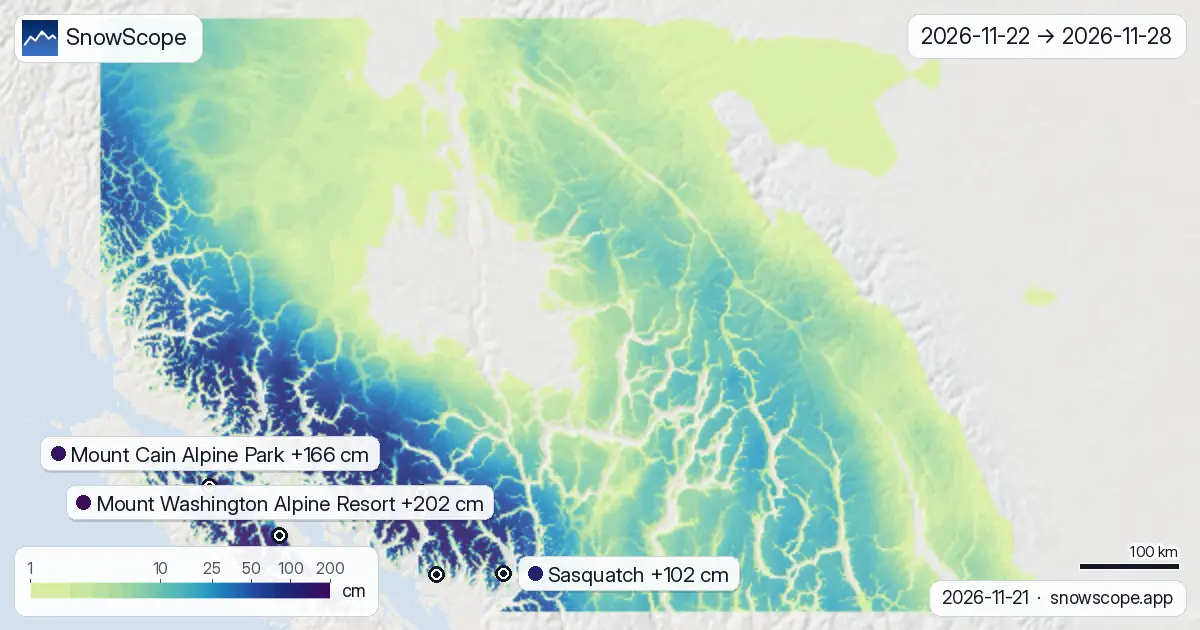 SnowScope
2026-11-22 → 2026-11-28
Mount Cain Alpine Park +166 cm
Mount Washington Alpine Resort +202 cm
Sasquatch +102 cm
1 10 25 50 100 200
cm
100 km
2026-11-21 · snowscope.app